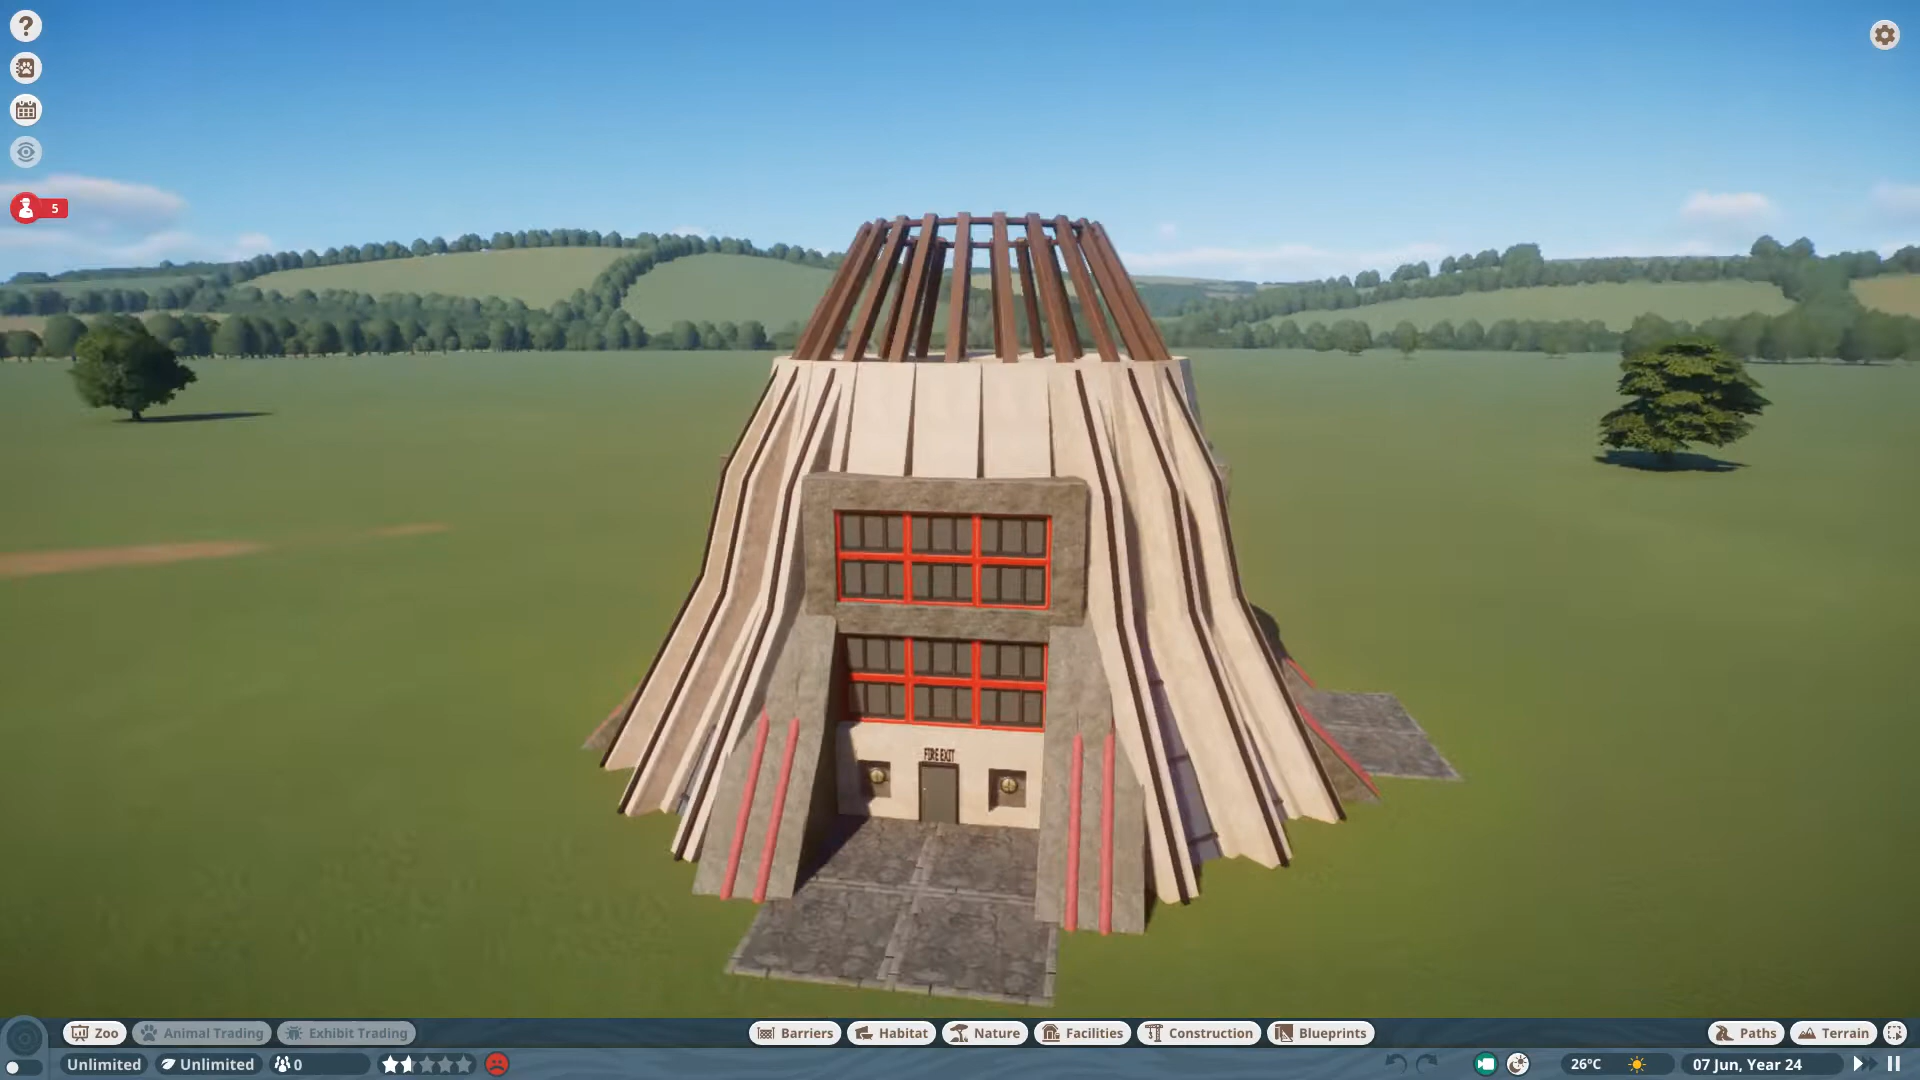 ?
5
FIRE EXIT
Zoo
Animal Trading
Exhibit Trading
Barriers
Habitat
Nature
Facilities
Construction
Blueprints
Paths
Terrain
Unlimited
Unlimited
0
26°C
07 Jun, Year 24